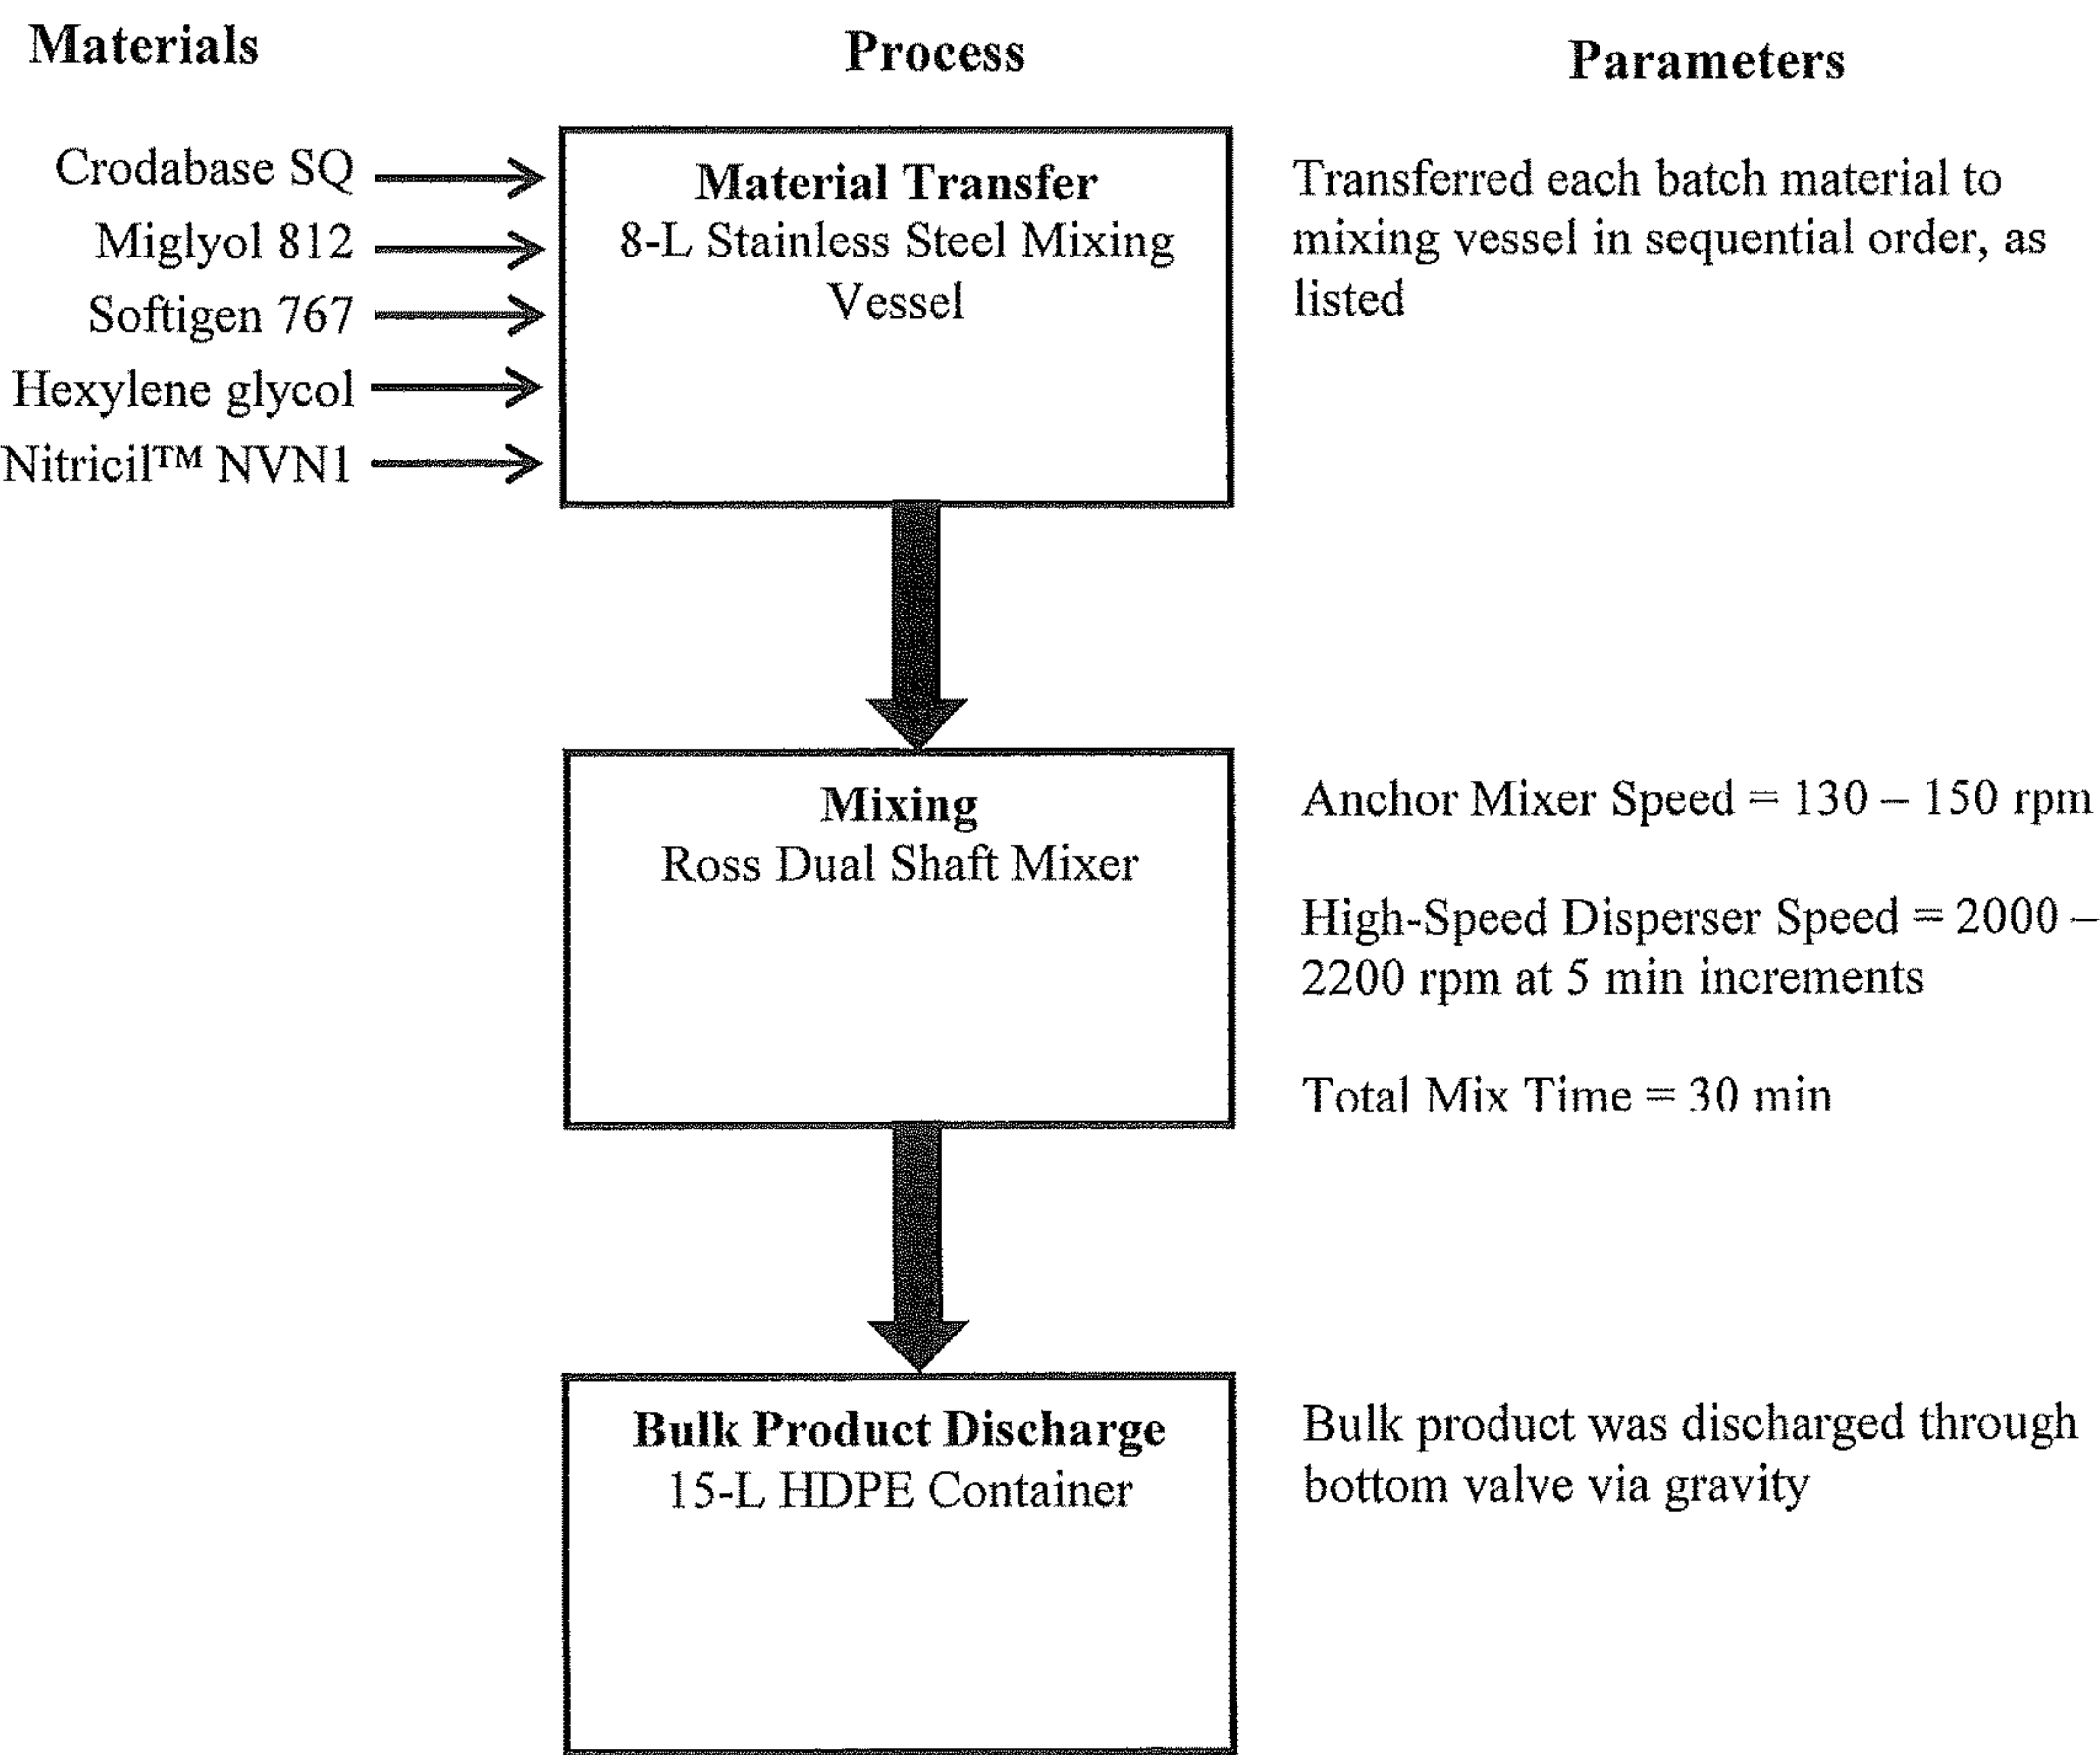 Materials
Process
Parameters
Crodabase SQ
Miglyol 812
Softigen 767
Hexylene glycol
Nitricil™ NVN1
Material Transfer
8-L Stainless Steel Mixing
Vessel
Transferred each batch material to
mixing vessel in sequential order, as
listed
Mixing
Ross Dual Shaft Mixer
Anchor Mixer Speed = 130 – 150 rpm
High-Speed Disperser Speed = 2000 –
2200 rpm at 5 min increments
Total Mix Time = 30 min
Bulk Product Discharge
15-L HDPE Container
Bulk product was discharged through
bottom valve via gravity